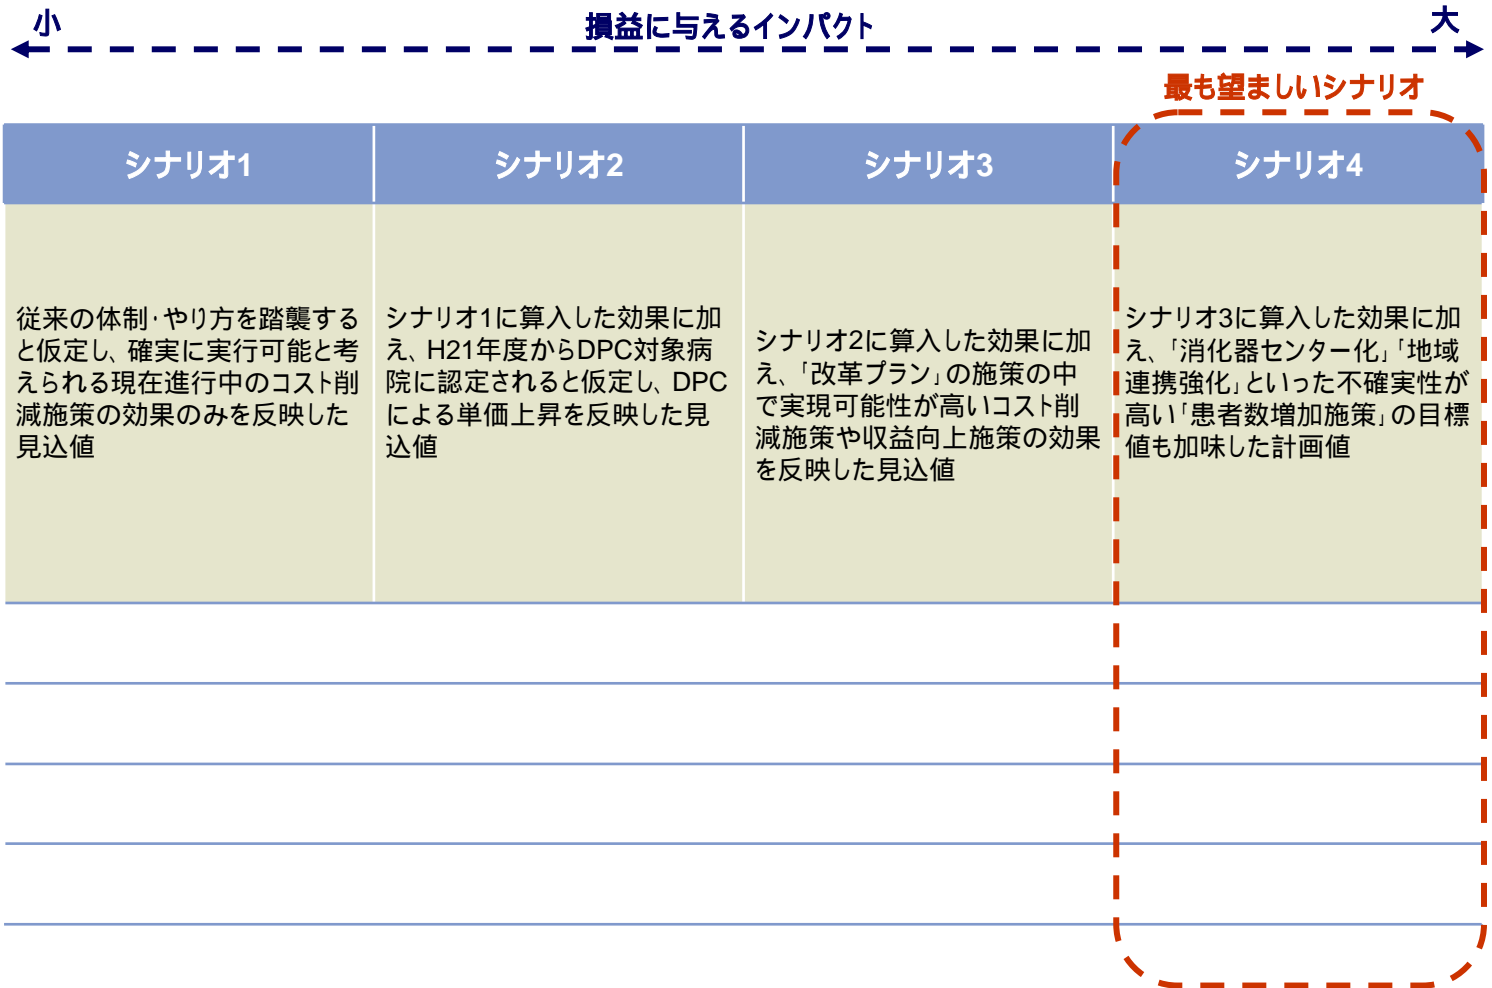 小
損益に与えるインパクト
大
最も望ましいシナリオ
シナリオ1
シナリオ2
シナリオ3
シナリオ4
従来の体制・やり方を踏襲する
と仮定し、確実に実行可能と考
えられる現在進行中のコスト削
減施策の効果のみを反映した
見込値
シナリオ1に算入した効果に加
え、H21年度からDPC対象病
院に認定されると仮定し、DPC
による単価上昇を反映した見
込値
シナリオ2に算入した効果に加
え、「改革プラン」の施策の中
で実現可能性が高いコスト削
減施策や収益向上施策の効果
を反映した見込値
シナリオ3に算入した効果に加
え、「消化器センター化」「地域
連携強化」といった不確実性が
高い「患者数増加施策」の目標
値も加味した計画値